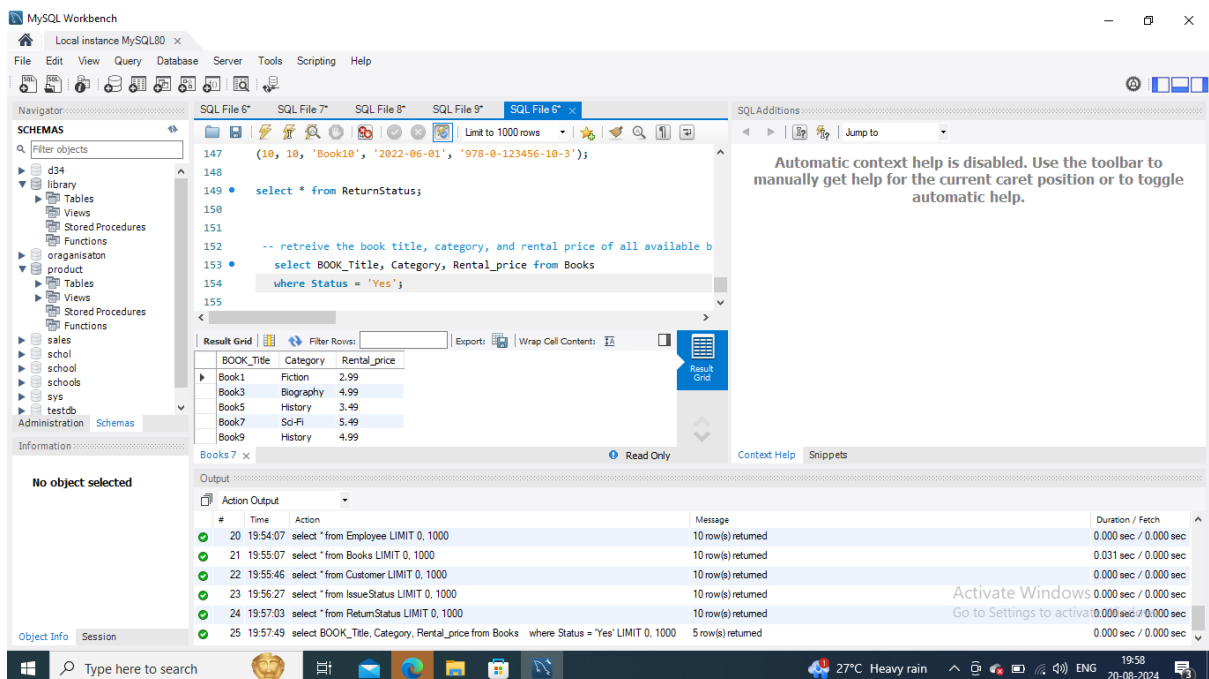 MySQL Workbench
Local instance MySQL80
File Edit View Query Database Server Tools Scripting Help
Navigator
SCHEMAS
Filter objects
d34
library
Tables
Views
Stored Procedures
Functions
oraganisaton
product
Tables
Views
Stored Procedures
Functions
sales
schol
school
schools
sys
testdb
Administration Schemas
Information
No object selected
Object Info Session
SQL File 6* SQL File 7* SQL File 8* SQL File 9* SQL File 6*
Limit to 1000 rows
147 (10, 10, 'Book10', '2022-06-01', '978-0-123456-10-3');
148
149 select * from ReturnStatus;
150
151
152 -- retreive the book title, category, and rental price of all available b
153 select BOOK_Title, Category, Rental_price from Books
154 where Status = 'Yes';
155
Result Grid Filter Rows: Export: Wrap Cell Content:
BOOK_Title Category Rental_price
Book1 Fiction 2.99
Book3 Biography 4.99
Book5 History 3.49
Book7 Sci-Fi 5.49
Book9 History 4.99
Result
Grid
Books 7 Read Only
SQLAdditions
Jump to
Automatic context help is disabled. Use the toolbar to
manually get help for the current caret position or to toggle
automatic help.
Context Help Snippets
Output
Action Output
# Time Action Message Duration / Fetch
20 19:54:07 select * from Employee LIMIT 0, 1000 10 row(s) returned 0.000 sec / 0.000 sec
21 19:55:07 select * from Books LIMIT 0, 1000 10 row(s) returned 0.031 sec / 0.000 sec
22 19:55:46 select * from Customer LIMIT 0, 1000 10 row(s) returned 0.000 sec / 0.000 sec
23 19:56:27 select * from IssueStatus LIMIT 0, 1000 10 row(s) returned 0.000 sec / 0.000 sec
24 19:57:03 select * from ReturnStatus LIMIT 0, 1000 10 row(s) returned 0.000 sec / 0.000 sec
25 19:57:49 select BOOK_Title, Category, Rental_price from Books where Status = 'Yes' LIMIT 0, 1000 5 row(s) returned 0.000 sec / 0.000 sec
Activate Windows
Go to Settings to activate Windows.
Type here to search
27°C Heavy rain ENG
19:58
20-08-2024
3